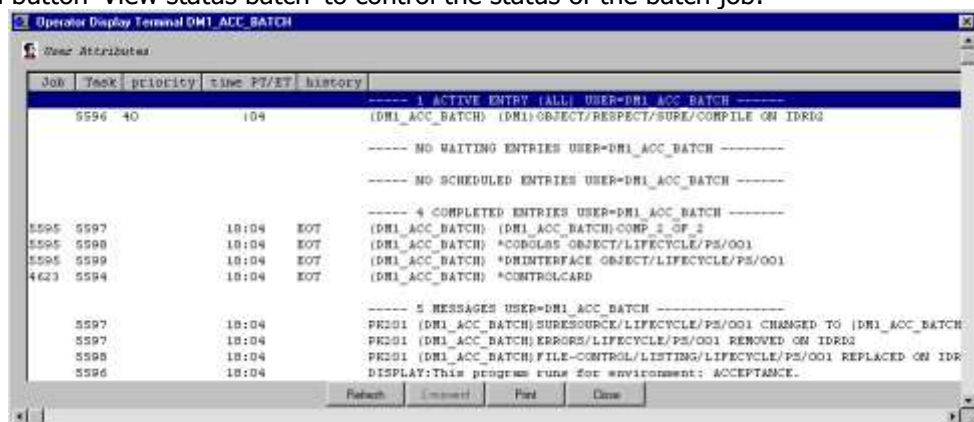 button 'View status batch' to control the status of the batch job.
Operator Display Terminal DM1_ACC_BATCH
User Attributes
Job Task priority time PT/ET history
----- 1 ACTIVE ENTRY (ALL) USER=DM1_ACC_BATCH ------
5596 40 :04 (DM1_ACC_BATCH) (DM1)OBJECT/RESPECT/SURE/COMPILE ON IDRD2
----- NO WAITING ENTRIES USER=DM1_ACC_BATCH --------
----- NO SCHEDULED ENTRIES USER=DM1_ACC_BATCH ------
----- 4 COMPLETED ENTRIES USER=DM1_ACC_BATCH -------
5595 5597 18:04 EOT (DM1_ACC_BATCH) (DM1_ACC_BATCH)COMP_2_OF_2
5595 5598 18:04 EOT (DM1_ACC_BATCH) *COBOL85 OBJECT/LIFECYCLE/PS/001
5595 5599 18:04 EOT (DM1_ACC_BATCH) *DMINTERFACE OBJECT/LIFECYCLE/PS/001
4623 5594 18:04 EOT (DM1_ACC_BATCH) *CONTROLCARD
----- 5 MESSAGES USER=DM1_ACC_BATCH ----------------
5597 18:04 PK201 (DM1_ACC_BATCH)SURESOURCE/LIFECYCLE/PS/001 CHANGED TO (DM1_ACC_BATCH
5597 18:04 PK201 (DM1_ACC_BATCH)ERRORS/LIFECYCLE/PS/001 REMOVED ON IDRD2
5598 18:04 PK201 (DM1_ACC_BATCH)FILE-CONTROL/LISTING/LIFECYCLE/PS/001 REPLACED ON IDR
5596 18:04 DISPLAY:This program runs for environment: ACCEPTANCE.
Refresh Command Print Close